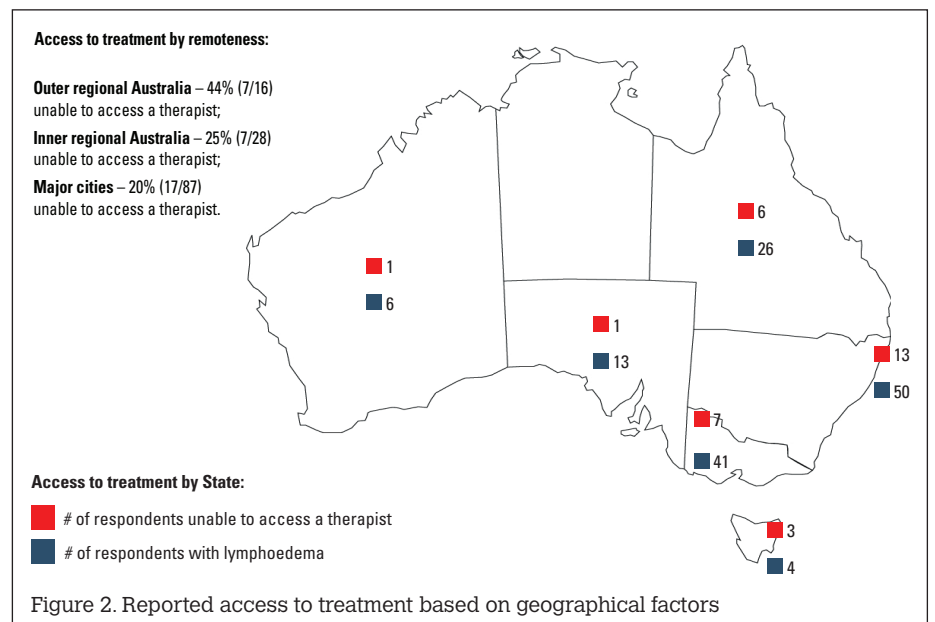 Access to treatment by remoteness:
Outer regional Australia – 44% (7/16)
unable to access a therapist;
Inner regional Australia – 25% (7/28)
unable to access a therapist;
Major cities – 20% (17/87)
unable to access a therapist.
6
26
1
6
1
13
13
50
7
41
3
4
Access to treatment by State:
# of respondents unable to access a therapist
# of respondents with lymphoedema
Figure 2. Reported access to treatment based on geographical factors